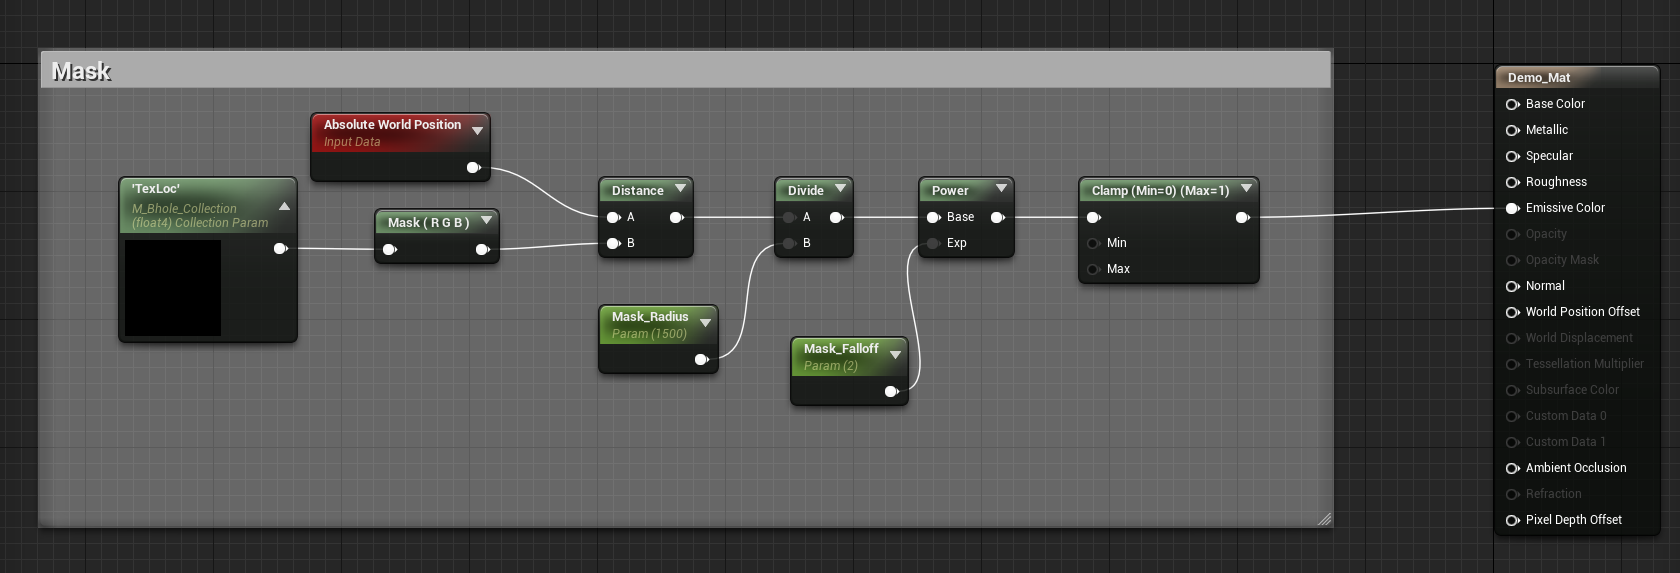 Mask
Absolute World Position
Input Data
'TexLoc'
M_Bhole_Collection
(float4) Collection Param
Mask ( R G B )
Distance
A
B
Divide
A
B
Power
Base
Exp
Clamp (Min=0) (Max=1)
Min
Max
Mask_Radius
Param (1500)
Mask_Falloff
Param (2)
Demo_Mat
Base Color
Metallic
Specular
Roughness
Emissive Color
Opacity
Opacity Mask
Normal
World Position Offset
World Displacement
Tessellation Multiplier
Subsurface Color
Custom Data 0
Custom Data 1
Ambient Occlusion
Refraction
Pixel Depth Offset